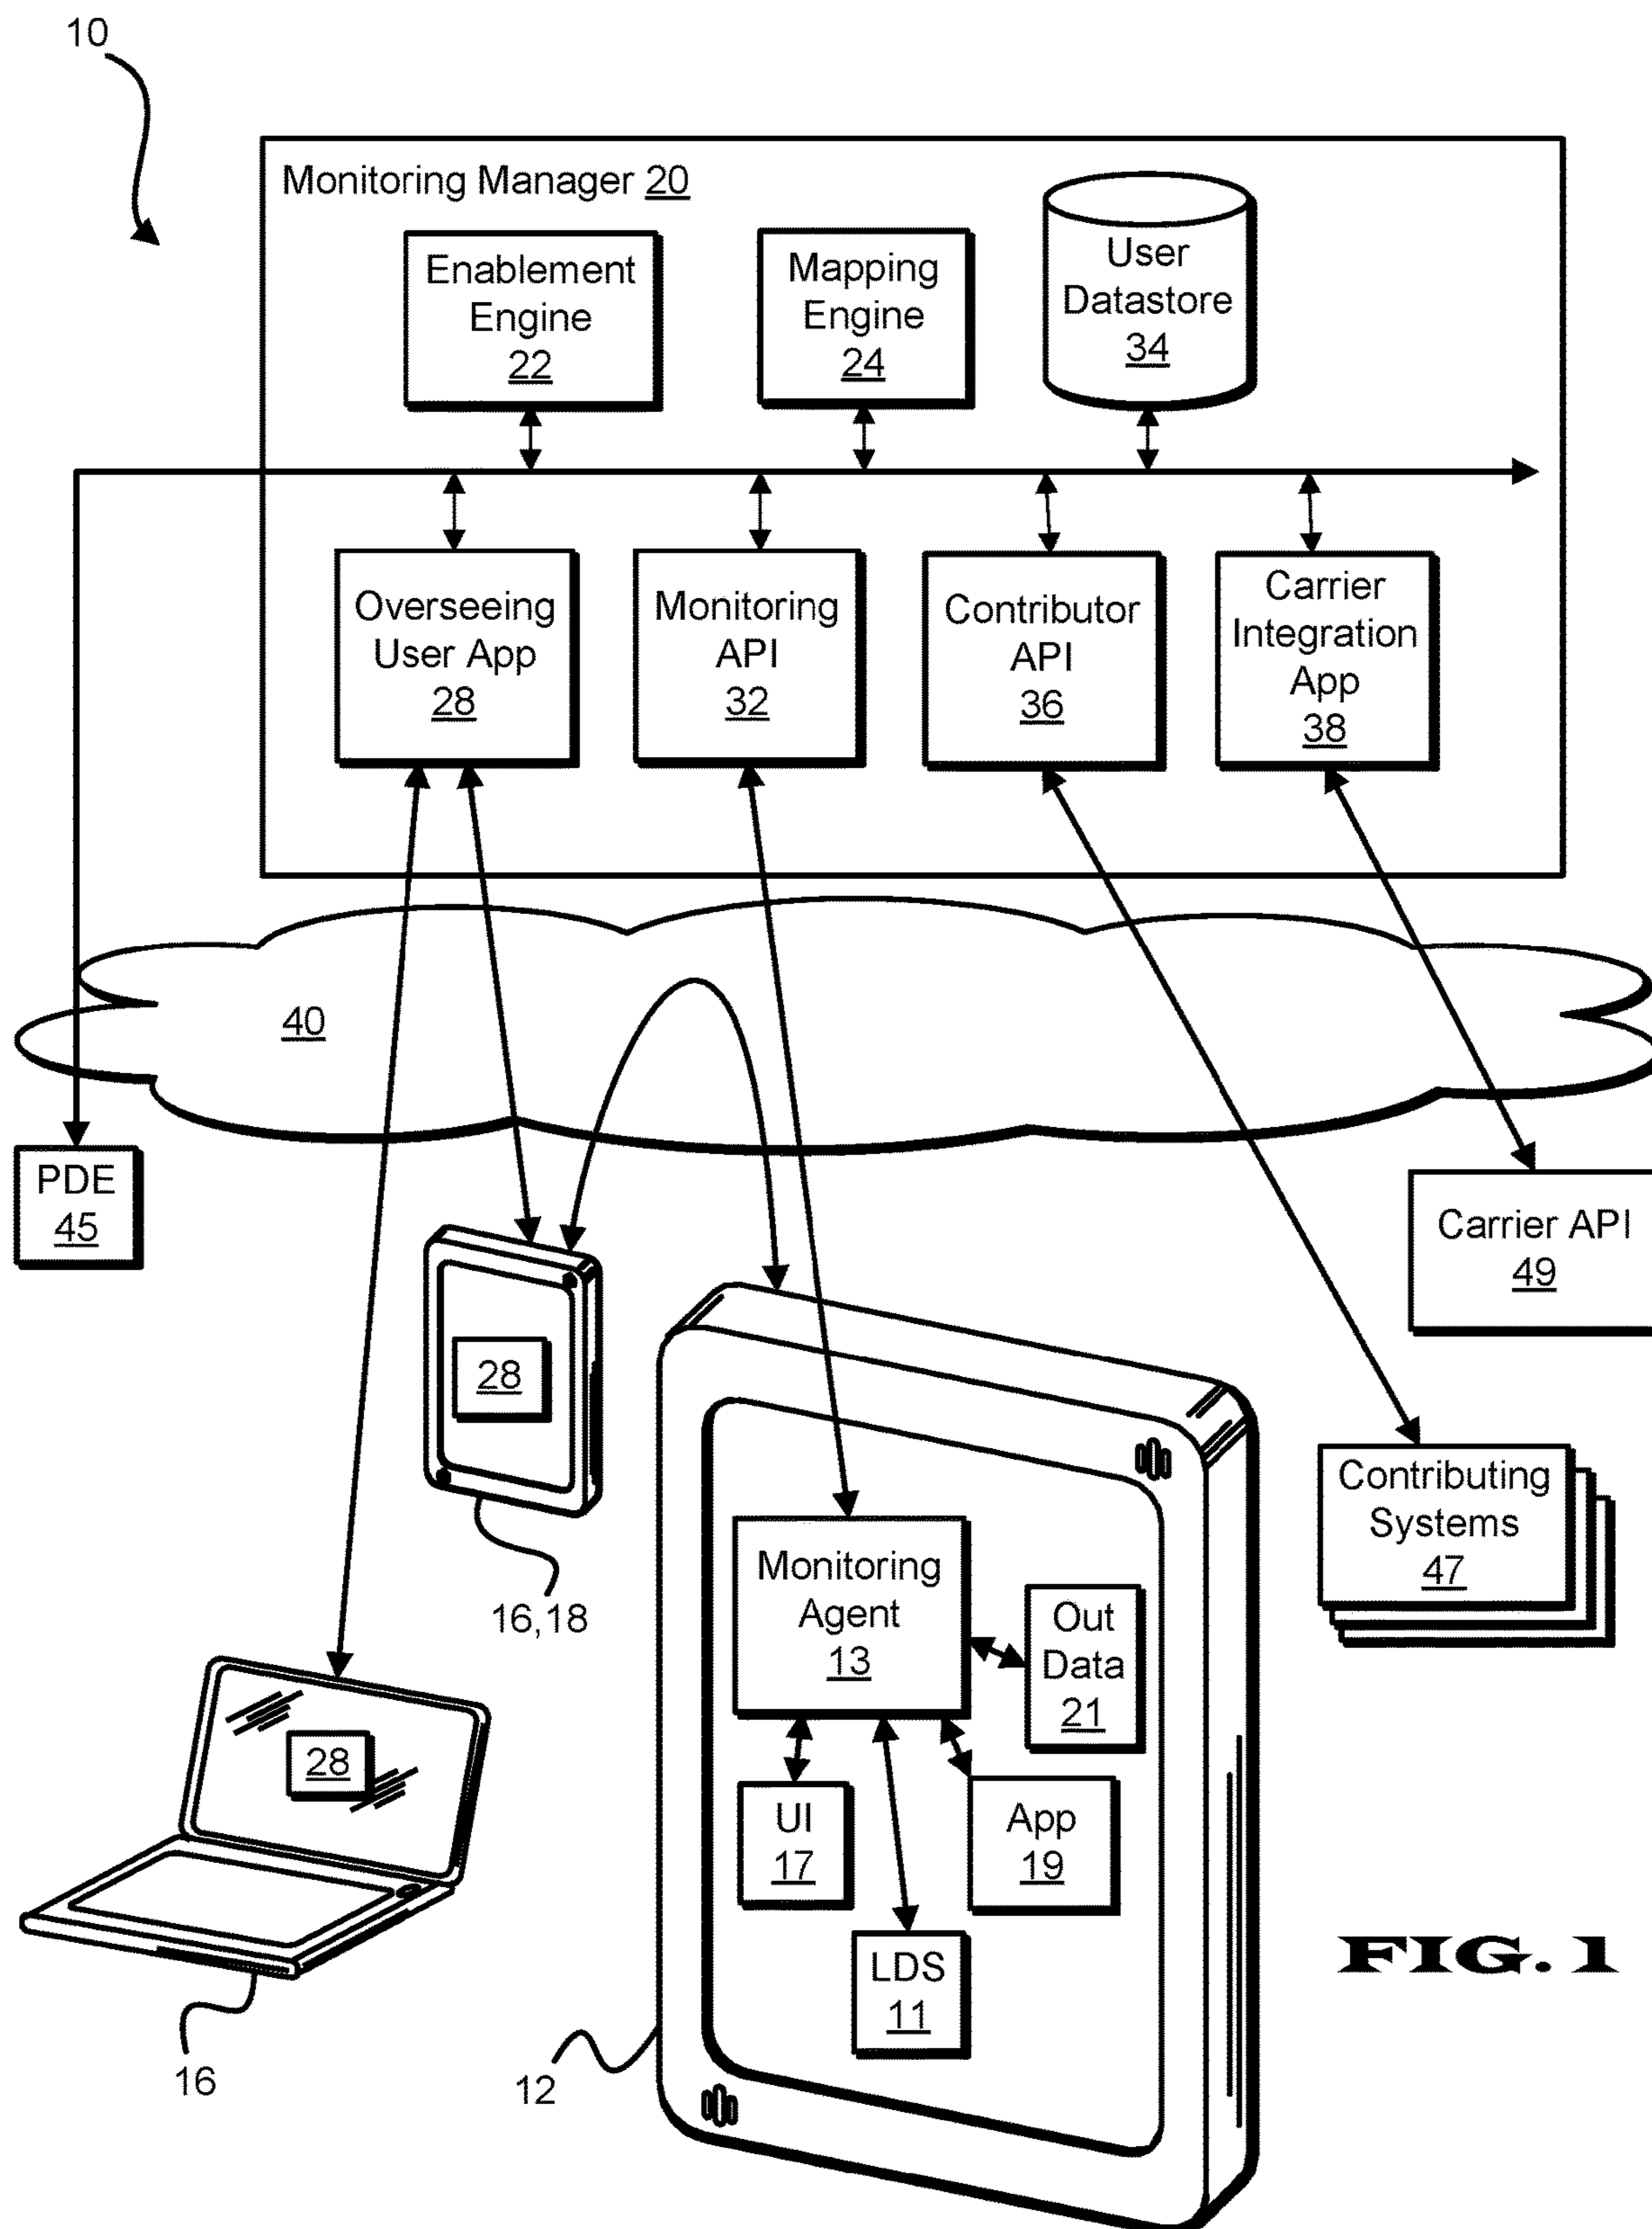 10
Monitoring Manager 20
Enablement
Engine
22
Mapping
Engine
24
User
Datastore
34
Overseeing
User App
28
Monitoring
API
32
Contributor
API
36
Carrier
Integration
App
38
40
PDE
45
Carrier API
49
28
16,18
Contributing
Systems
47
Monitoring
Agent
13
Out
Data
21
UI
17
App
19
LDS
11
28
16
12
FIG. 1